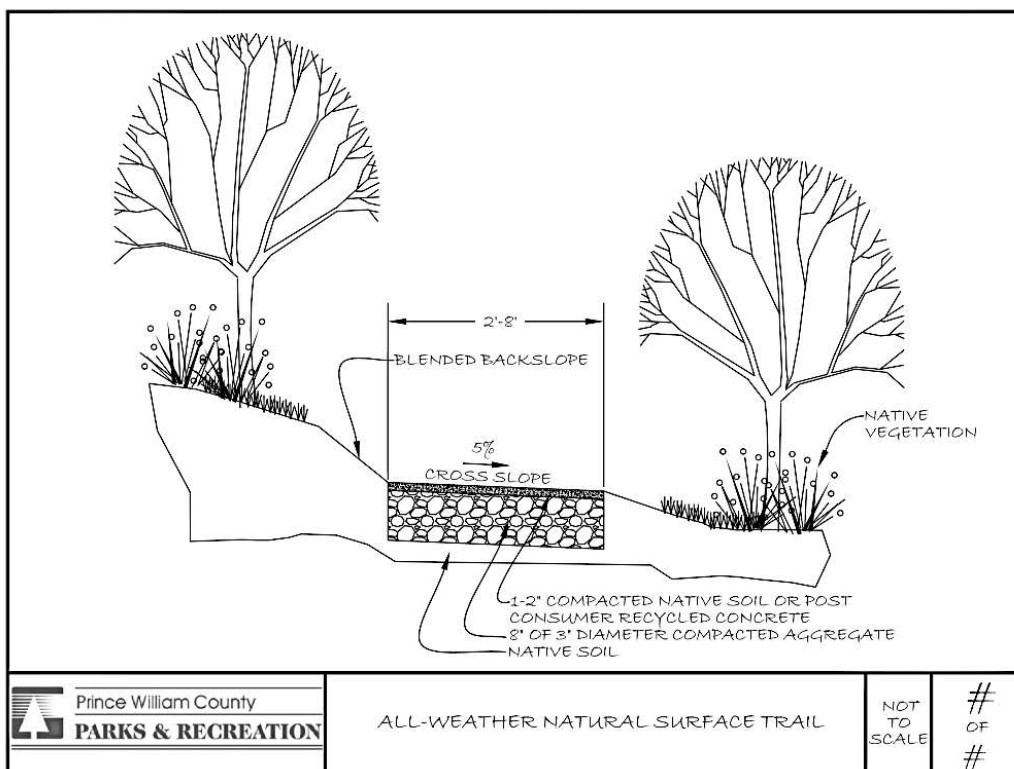 2'-8'
BLENDED BACKSLOPE
NATIVE
VEGETATION
5%
CROSS SLOPE
1-2" COMPACTED NATIVE SOIL OR POST
CONSUMER RECYCLED CONCRETE
8" OF 3" DIAMETER COMPACTED AGGREGATE
NATIVE SOIL
Prince William County
PARKS & RECREATION
ALL-WEATHER NATURAL SURFACE TRAIL
NOT
TO
SCALE
#
OF
#